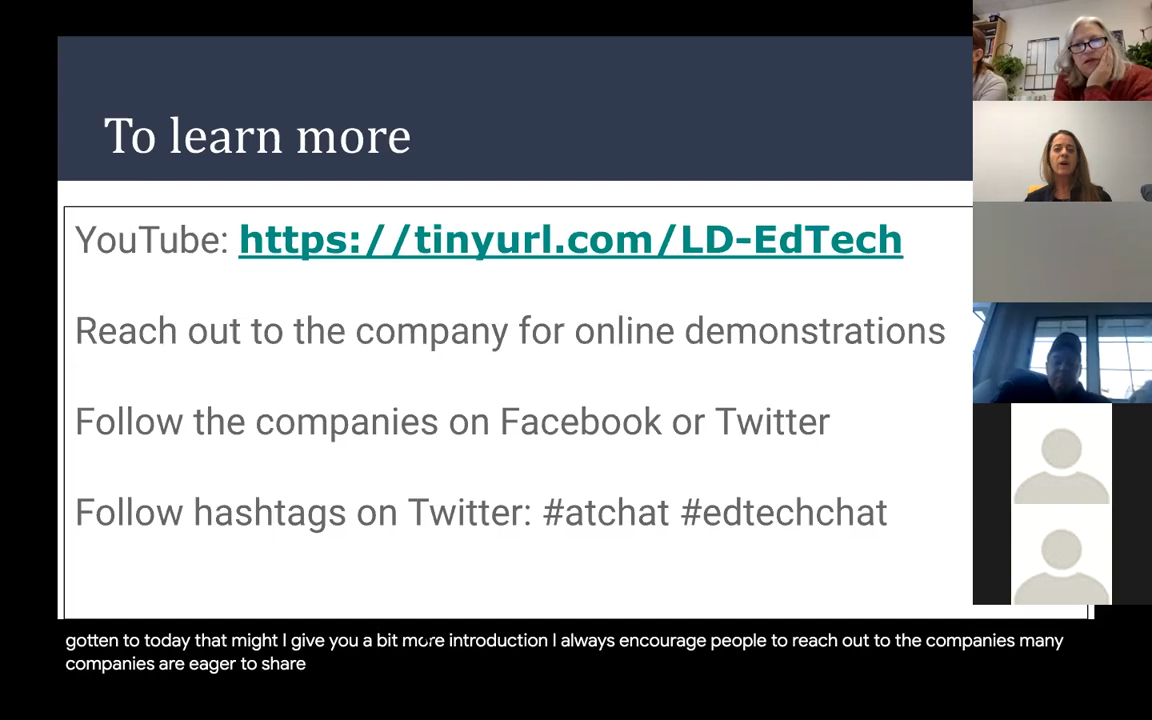 To learn more
YouTube: https://tinyurl.com/LD-EdTech
Reach out to the company for online demonstrations
Follow the companies on Facebook or Twitter
Follow hashtags on Twitter: #atchat #edtechchat
gotten to today that might I give you a bit more introduction I always encourage people to reach out to the companies many
companies are eager to share